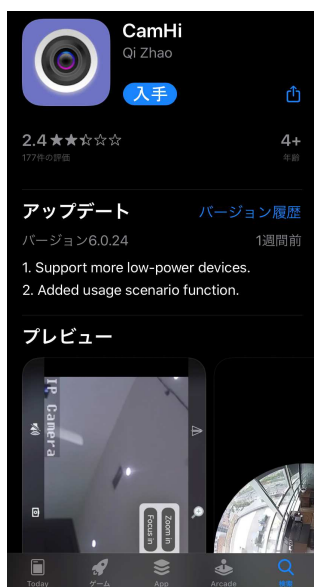 CamHi
Qi Zhao
入手
2.4★★☆☆☆
4+
177件の評価
年齢
アップデート
バージョン履歴
バージョン6.0.24
1週間前
1. Support more low-power devices.
2. Added usage scenario function.
プレビュー
IP Camera
Zoom in
Focus in
Today
ゲーム
App
Arcade
検索